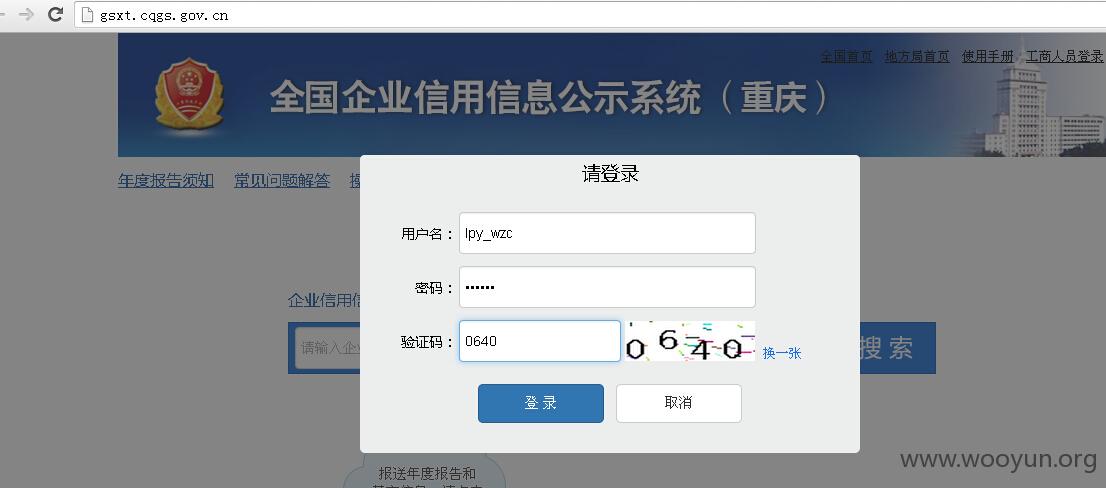 gsxt.cqgs.gov.cn
全国首页 地方局首页 使用手册 工商人员登录
全国企业信用信息公示系统（重庆）
年度报告须知 常见问题解答
请登录
用户名： lpy_wzc
密码： ••••••
企业信用信
验证码： 0640 0640 换一张
请输入企业
搜索
登 录 取消
www.wooyun.org
报送年度报告和